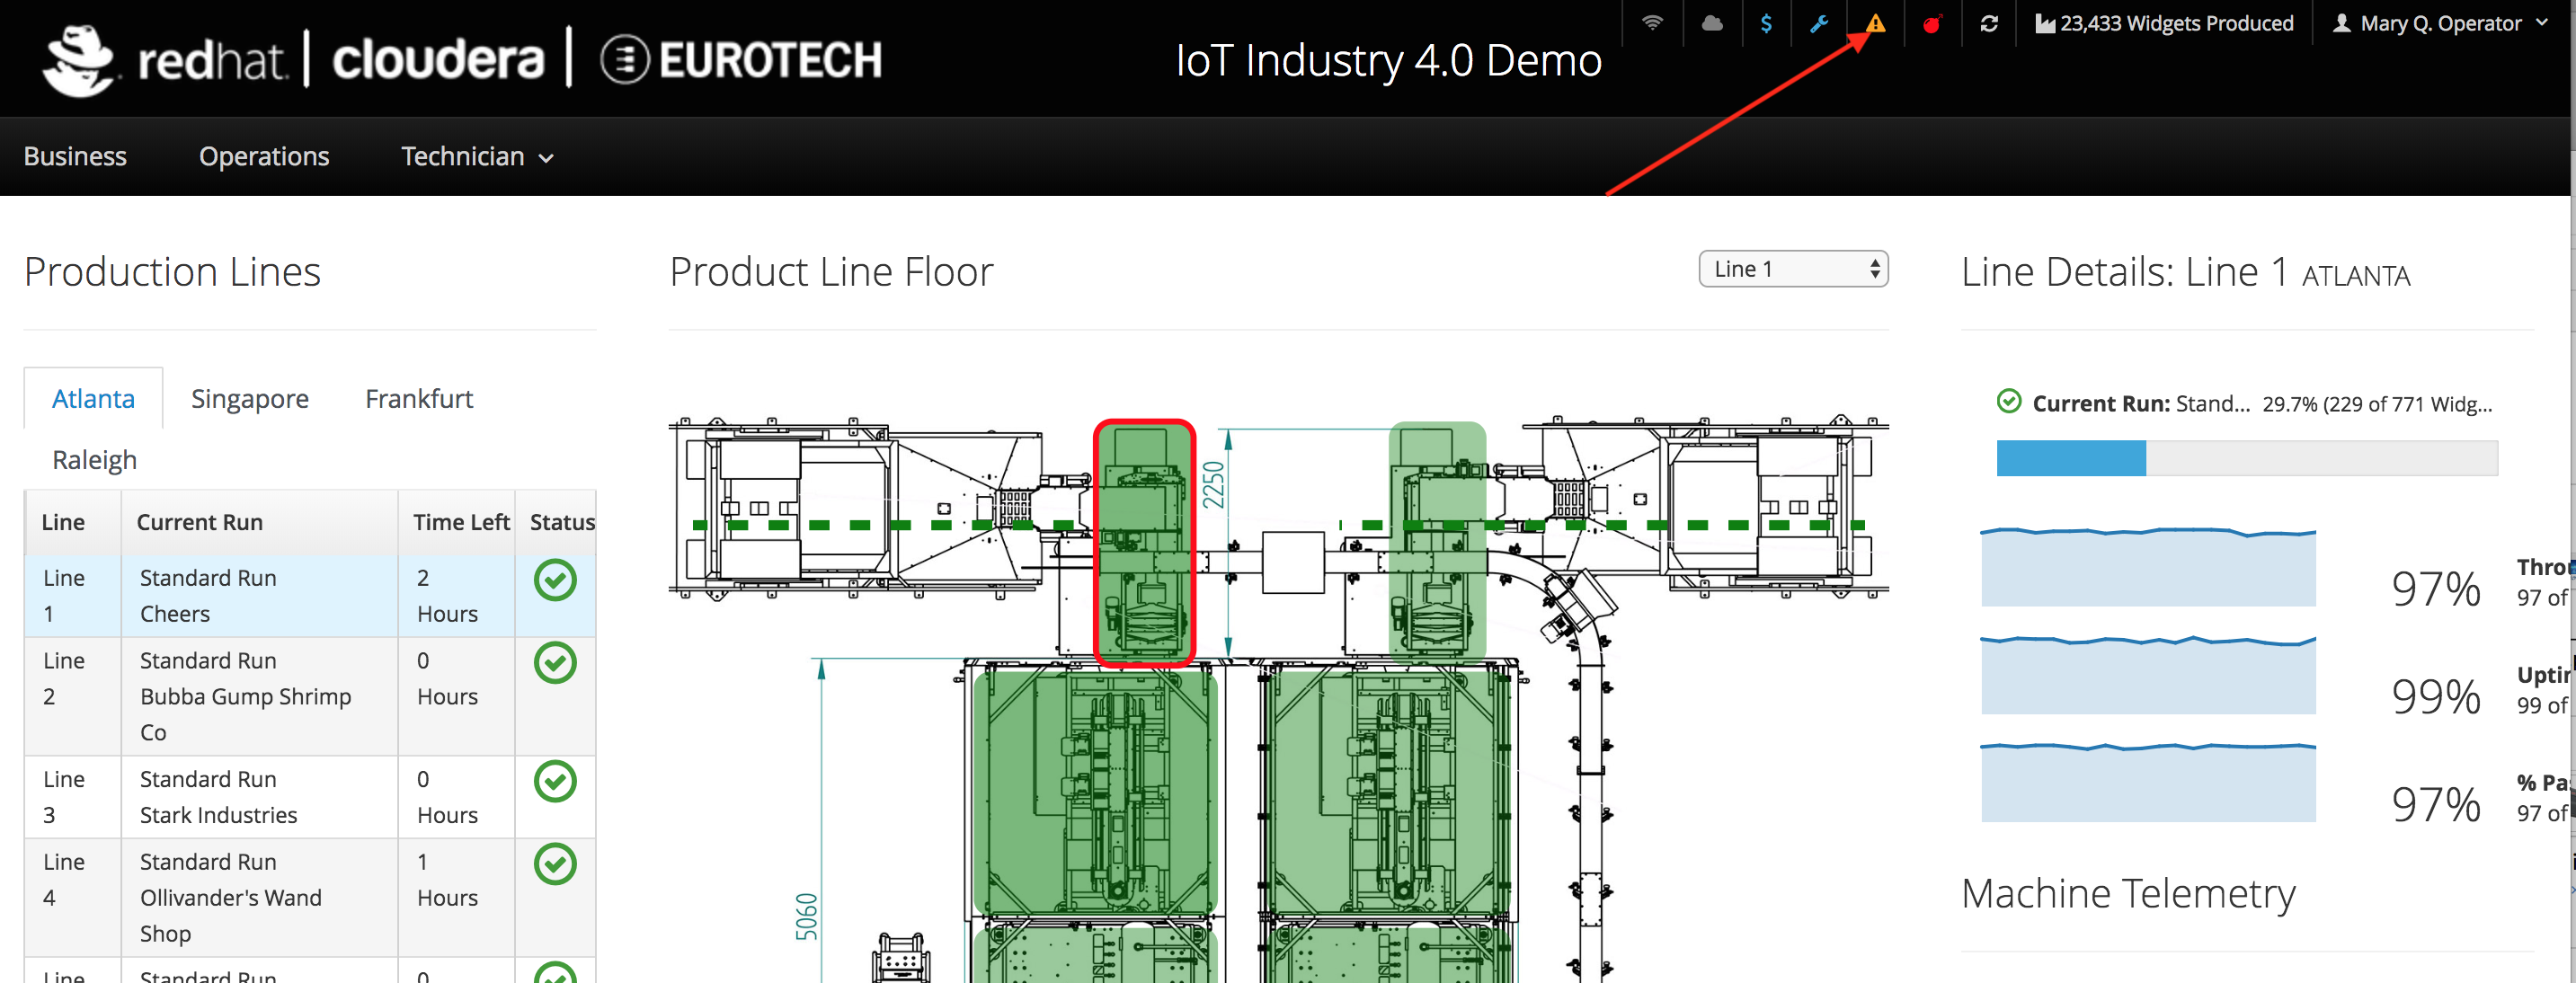 redhat. | cloudera | EUROTECH
IoT Industry 4.0 Demo
$
23,433 Widgets Produced
Mary Q. Operator
Business
Operations
Technician
Production Lines
Atlanta
Singapore
Frankfurt
Raleigh
Line
Current Run
Time Left
Status
Line
1
Standard Run
Cheers
2
Hours
Line
2
Standard Run
Bubba Gump Shrimp
Co
0
Hours
Line
3
Standard Run
Stark Industries
0
Hours
Line
4
Standard Run
Ollivander's Wand
Shop
1
Hours
Line
Standard Run
0
Product Line Floor
Line 1
2250
5060
Line Details: Line 1 ATLANTA
Current Run: Stand... 29.7% (229 of 771 Widg...
97%
97 of
99%
99 of
97%
% Pa
97 of
Machine Telemetry